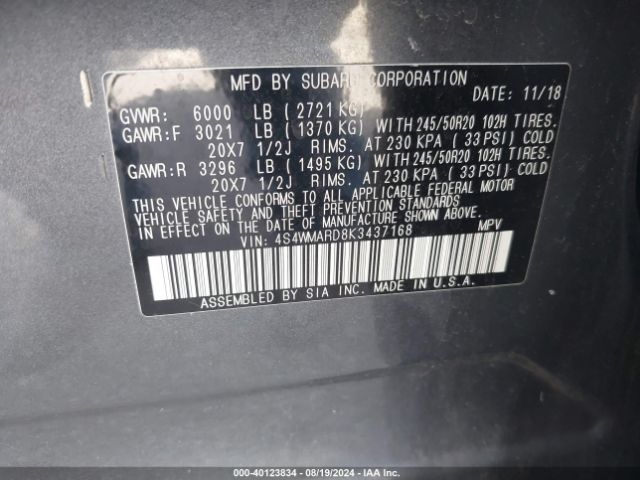 MFD BY SUBARU CORPORATION
DATE: 11/18
GVWR: 6000 LB (2721 KG)
GAWR:F 3021 LB (1370 KG) WITH 245/50R20 102H TIRES.
20X7 1/2J RIMS. AT 230 KPA (33 PSI) COLD
GAWR:R 3296 LB (1495 KG) WITH 245/50R20 102H TIRES.
20X7 1/2J RIMS. AT 230 KPA (33 PSI) COLD
THIS VEHICLE CONFORMS TO ALL APPLICABLE FEDERAL MOTOR
VEHICLE SAFETY AND THEFT PREVENTION STANDARDS
IN EFFECT ON THE DATE OF MANUFACTURE SHOWN ABOVE.
VIN: 4S4WMARD8K3437168 MPV
ASSEMBLED BY SIA INC. MADE IN U.S.A.
000-40123834 - 08/19/2024 - IAA Inc.